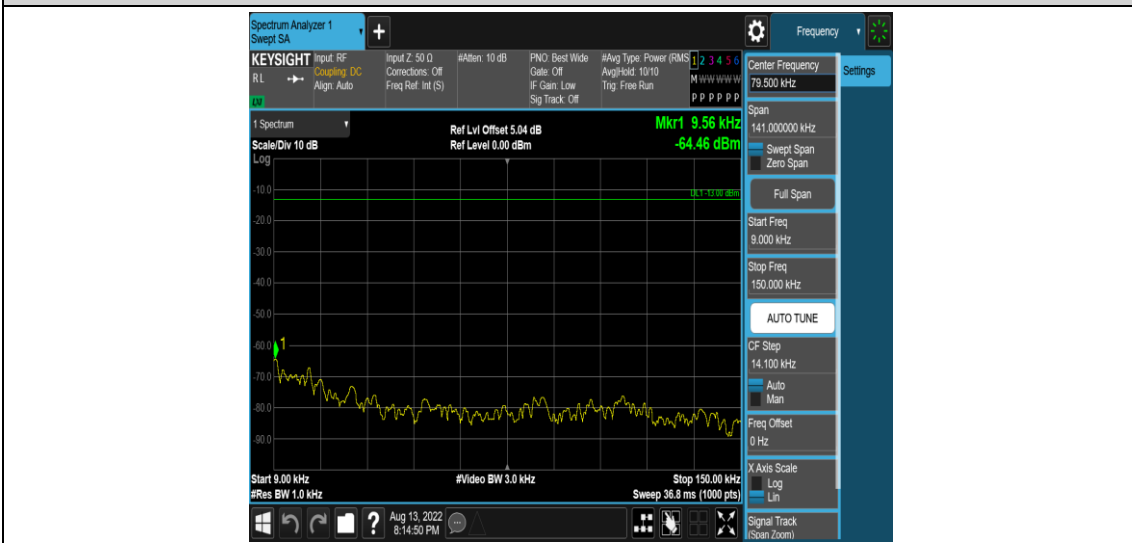 Spectrum Analyzer 1
Swept SA
+
Frequency
KEYSIGHT
Input: RF
Input Z: 50 Ω
#Atten: 10 dB
PNO: Best Wide
#Avg Type: Power (RMS
1 2 3 4 5 6
RL
Coupling: DC
Corrections: Off
Gate: Off
Avg|Hold: 10/10
M W W W W W
Align: Auto
Freq Ref: Int (S)
IF Gain: Low
Trig: Free Run
Sig Track: Off
P P P P P P
Center Frequency
79.500 kHz
Settings
1 Spectrum
Ref Lvl Offset 5.04 dB
Mkr1 9.56 kHz
Scale/Div 10 dB
Ref Level 0.00 dBm
-64.46 dBm
Log
DL1 -13.00 dBm
-10.0
-20.0
-30.0
-40.0
-50.0
-60.0
1
-70.0
-80.0
-90.0
Start 9.00 kHz
#Video BW 3.0 kHz
Stop 150.00 kHz
#Res BW 1.0 kHz
Sweep 36.8 ms (1000 pts)
Span
141.000000 kHz
Swept Span
Zero Span
Full Span
Start Freq
9.000 kHz
Stop Freq
150.000 kHz
AUTO TUNE
CF Step
14.100 kHz
Auto
Man
Freq Offset
0 Hz
X Axis Scale
Log
Lin
Signal Track
(Span Zoom)
?
Aug 13, 2022
8:14:50 PM